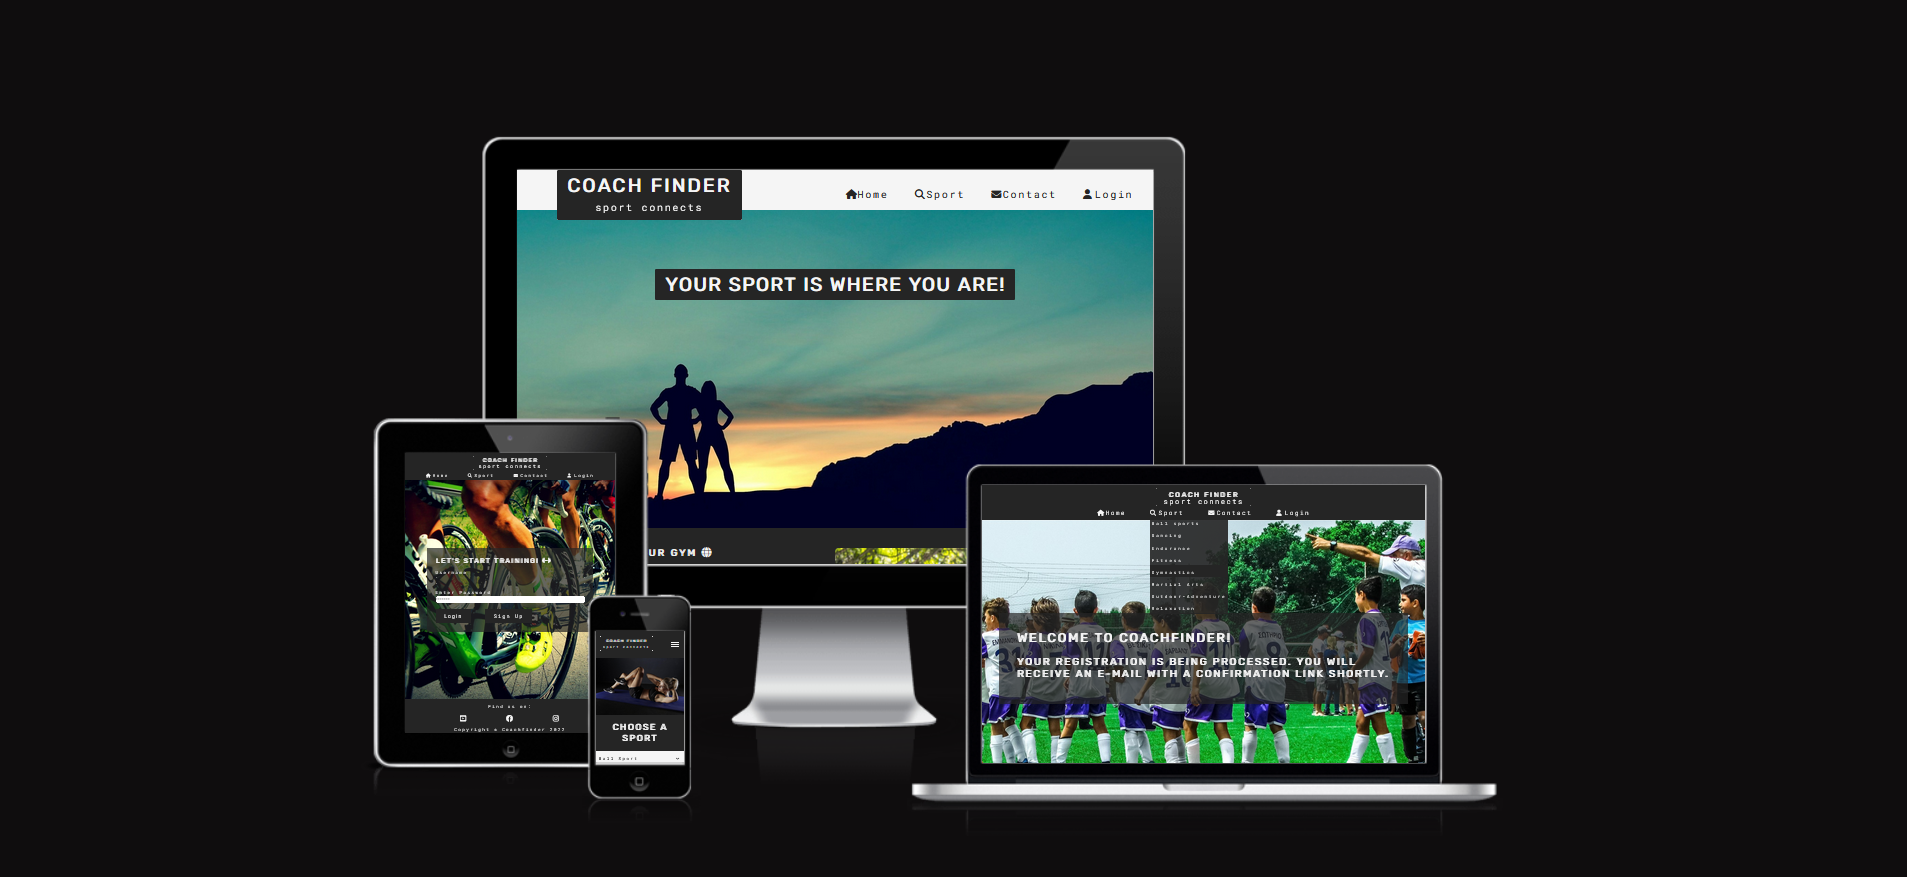 COACH FINDER
sport connects
Home Sport Contact Login
YOUR SPORT IS WHERE YOU ARE!
UR GYM
COACH FINDER
sport connects
Home Sport Contact Login
LET'S START TRAINING!
Username
Enter Password
Login Sign Up
Find us on:
Copyright © Coachfinder 2022
COACH FINDER
sport connects
CHOOSE A
SPORT
Ball Sport
COACH FINDER
sport connects
Home Sport Contact Login
Ball sports
Dancing
Endurance
Fitness
Gymnastics
Martial Arts
Outdoor-Adventure
Relaxation
WELCOME TO COACHFINDER!
YOUR REGISTRATION IS BEING PROCESSED. YOU WILL
RECEIVE AN E-MAIL WITH A CONFIRMATION LINK SHORTLY.